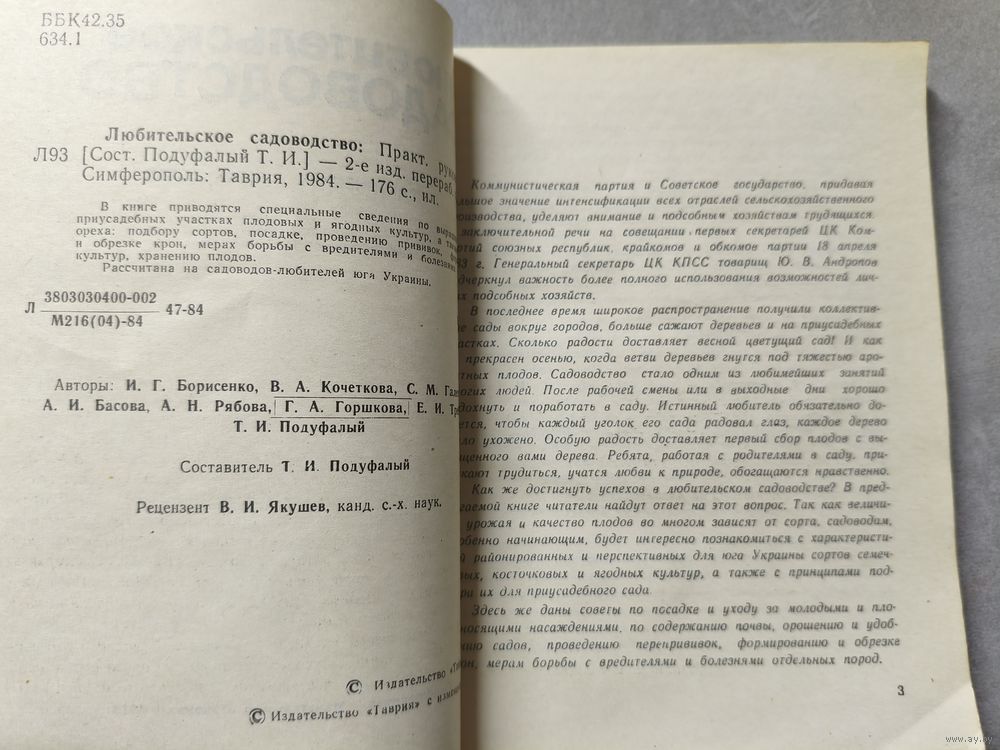 ББК42.35
634.1
Любительское садоводство: Практ.
Л93 [Сост. Подуфалый Т. И.] — 2-е изд. перераб.
Симферополь: Таврия, 1984. — 176 с., ил.
В книге приводятся специальные сведения по
приусадебных участках плодовых и ягодных культур, а
ореха: подбору сортов, посадке, проведению прививок,
и обрезке крон, мерах борьбы с вредителями и
культур, хранению плодов.
Рассчитана на садоводов-любителей юга Украины.
Л 3803030400-002 47-84
М216(04)-84
Авторы: И. Г. Борисенко, В. А. Кочеткова, С. М.
А. И. Басова, А. Н. Рябова, Г. А. Горшкова, Е. И.
Т. И. Подуфалый
Составитель Т. И. Подуфалый
Рецензент В. И. Якушев, канд. с.-х. наук.
© Издательство
© Издательство «Таврия» с
Коммунистическая партия и Советское государство, придавая
значение интенсификации всех отраслей сельскохозяйственного
уделяют внимание и подсобным хозяйствам трудящихся.
заключительной речи на совещании первых секретарей ЦК Ком-
союзных республик, крайкомов и обкомов партии 18 апреля
г. Генеральный секретарь ЦК КПСС товарищ Ю. В. Андропов
важность более полного использования возможностей лич-
подсобных хозяйств.
В последнее время широкое распространение получили коллектив-
сады вокруг городов, больше сажают деревьев и на приусадебных
Сколько радости доставляет весной цветущий сад! И как
прекрасен осенью, когда ветви деревьев гнутся под тяжестью аро-
плодов. Садоводство стало одним из любимейших занятий
людей. После рабочей смены или в выходные дни хорошо
и поработать в саду. Истинный любитель обязательно до-
чтобы каждый уголок его сада радовал глаз, каждое дерево
ухожено. Особую радость доставляет первый сбор плодов с вы-
вами дерева. Ребята, работая с родителями в саду, при-
трудиться, учатся любви к природе, обогащаются нравственно.
Как же достигнуть успехов в любительском садоводстве? В пред-
книге читатели найдут ответ на этот вопрос. Так как величи-
урожая и качество плодов во многом зависят от сорта, садоводам,
начинающим, будет интересно познакомиться с характеристи-
районированных и перспективных для юга Украины сортов семеч-
косточковых и ягодных культур, а также с принципами под-
их для приусадебного сада.
Здесь же даны советы по посадке и уходу за молодыми и пло-
насаждениями, по содержанию почвы, орошению и удоб-
садов, проведению перепрививок, формированию и обрезке
мерам борьбы с вредителями и болезнями отдельных пород.
3
www.ay.by